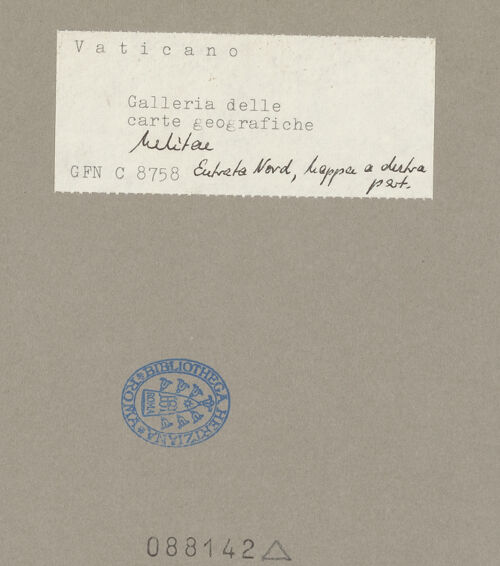 Vaticano
Galleria delle
carte geografiche
Melitae
GFN C 8758 Entrata Nord, mappa a destra
part.
BIBLIOTHECA HERTZIANA ROMA
088142